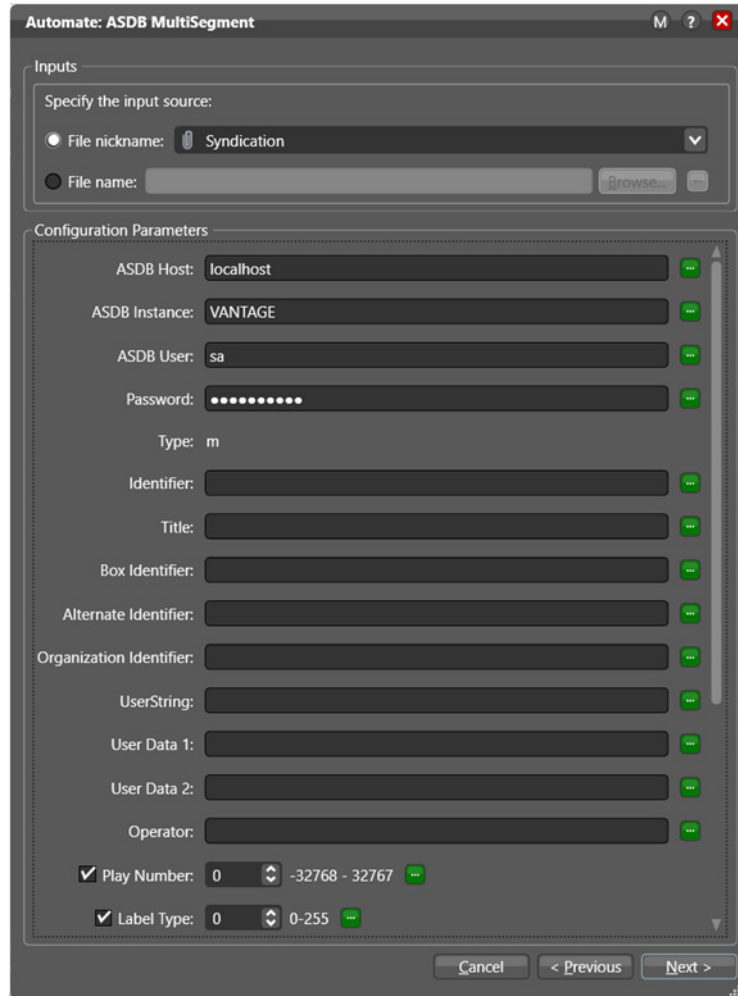 Automate: ASDB MultiSegment M ?
Inputs
Specify the input source:
File nickname: Syndication
File name: Browse... ...
Configuration Parameters
ASDB Host: localhost ...
ASDB Instance: VANTAGE ...
ASDB User: sa ...
Password: •••••••••• ...
Type: m
Identifier: ...
Title: ...
Box Identifier: ...
Alternate Identifier: ...
Organization Identifier: ...
UserString: ...
User Data 1: ...
User Data 2: ...
Operator: ...
Play Number: 0 -32768 - 32767 ...
Label Type: 0 0-255 ...
Cancel < Previous Next >